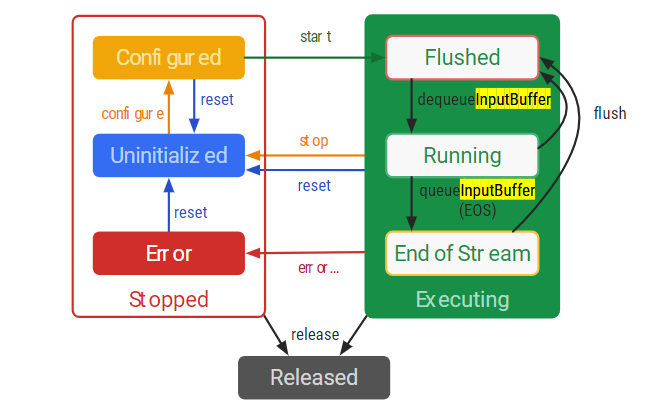 start
Configured
Flushed
reset
dequeueInputBuffer
configure
flush
stop
Uninitialized
Running
reset
queueInputBuffer
(EOS)
reset
Error
End of Stream
error...
Stopped
Executing
release
Released